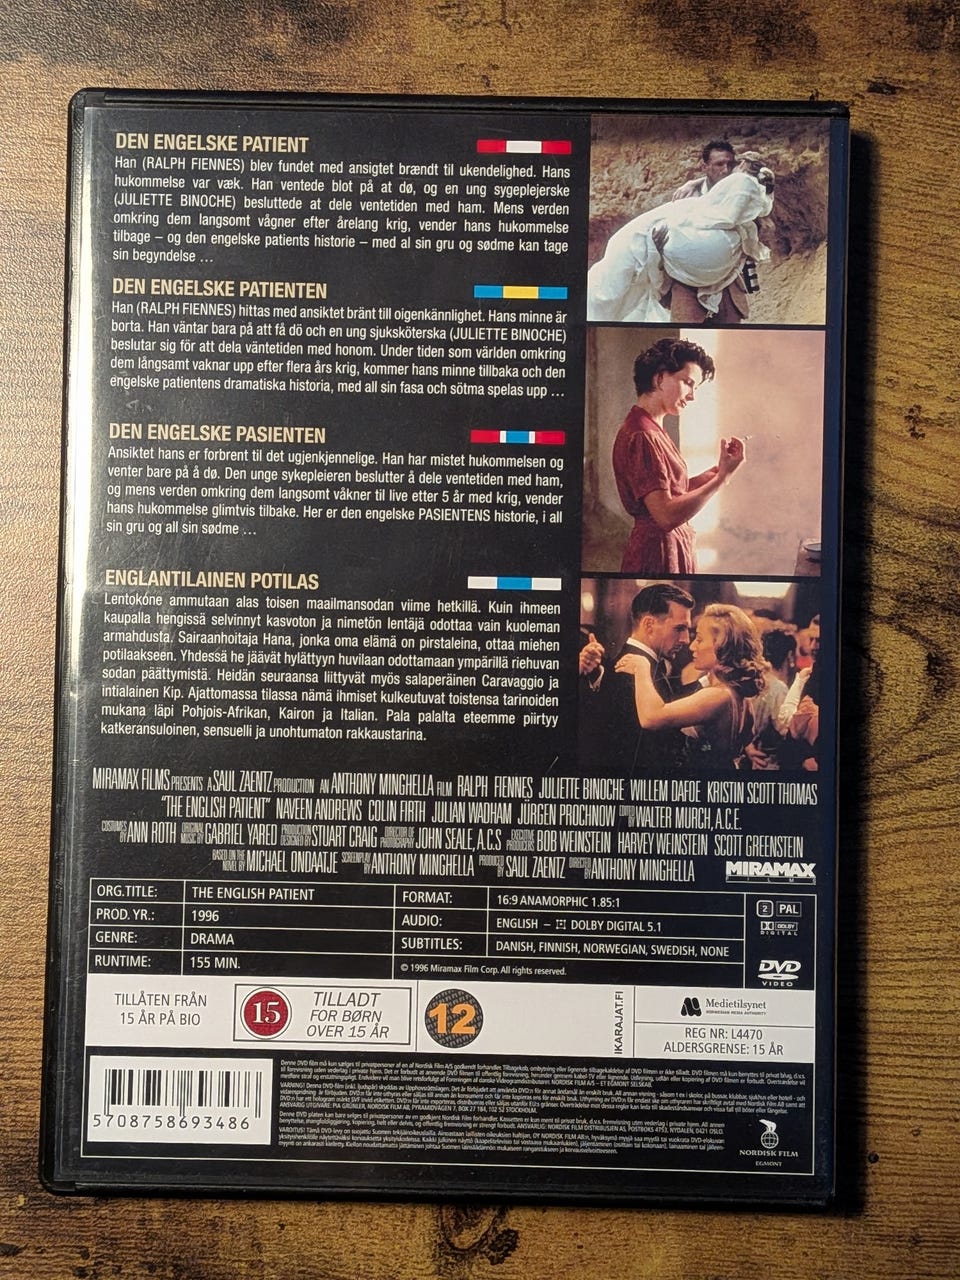 DEN ENGELSKE PATIENT
Han (RALPH FIENNES) blev fundet med ansigtet brændt til ukendelighed. Hans
hukommelse var væk. Han ventede blot på at dø, og en ung sygeplejerske
(JULIETTE BINOCHE) besluttede at dele ventetiden med ham. Mens verden
omkring dem langsomt vågner efter årelang krig, vender hans hukommelse
tilbage – og den engelske patients historie – med al sin gru og sødme kan tage
sin begyndelse ...
DEN ENGELSKE PATIENTEN
Han (RALPH FIENNES) hittas med ansiktet bränt till oigenkännlighet. Hans minne är
borta. Han väntar bara på att få dö och en ung sjuksköterska (JULIETTE BINOCHE)
beslutar sig för att dela väntetiden med honom. Under tiden som världen omkring
dem långsamt vaknar upp efter flera års krig, kommer hans minne tillbaka och den
engelske patientens dramatiska historia, med all sin fasa och sötma spelas upp ...
DEN ENGELSKE PASIENTEN
Ansiktet hans er forbrent til det ugjenkjennelige. Han har mistet hukommelsen og
venter bare på å dø. Den unge sykepleieren beslutter å dele ventetiden med ham,
og mens verden omkring dem langsomt våkner til live etter 5 år med krig, vender
hans hukommelse glimtvis tilbake. Her er den engelske PASIENTENS historie, i all
sin gru og all sin sødme ...
ENGLANTILAINEN POTILAS
Lentokone ammutaan alas toisen maailmansodan viime hetkillä. Kuin ihmeen
kaupalla hengissä selvinnyt kasvoton ja nimetön lentäjä odottaa vain kuoleman
armahdusta. Sairaanhoitaja Hana, jonka oma elämä on pirstaleina, ottaa miehen
potilaakseen. Yhdessä he jäävät hylättyyn huvilaan odottamaan ympärillä riehuvan
sodan päättymistä. Heidän seuraansa liittyvät myös salaperäinen Caravaggio ja
intialainen Kip. Ajattomassa tilassa nämä ihmiset kulkeutuvat toistensa tarinoiden
mukana läpi Pohjois-Afrikan, Kairon ja Italian. Pala palalta eteemme piirtyy
katkeransuloinen, sensuelli ja unohtumaton rakkaustarina.
MIRAMAX FILMS PRESENTS A SAUL ZAENTZ PRODUCTION AN ANTHONY MINGHELLA FILM RALPH FIENNES JULIETTE BINOCHE WILLEM DAFOE KRISTIN SCOTT THOMAS
"THE ENGLISH PATIENT" NAVEEN ANDREWS COLIN FIRTH JULIAN WADHAM JÜRGEN PROCHNOW EDITED BY WALTER MURCH, A.C.E.
COSTUMES BY ANN ROTH ORIGINAL MUSIC BY GABRIEL YARED PRODUCTION DESIGNED BY STUART CRAIG DIRECTOR OF PHOTOGRAPHY JOHN SEALE, A.C.S EXECUTIVE PRODUCERS BOB WEINSTEIN HARVEY WEINSTEIN SCOTT GREENSTEIN
BASED ON THE NOVEL BY MICHAEL ONDAATJE SCREENPLAY BY ANTHONY MINGHELLA PRODUCED BY SAUL ZAENTZ DIRECTED BY ANTHONY MINGHELLA
MIRAMAX
FILMS
ORG.TITLE: THE ENGLISH PATIENT
PROD. YR.: 1996
GENRE: DRAMA
RUNTIME: 155 MIN.
FORMAT: 16:9 ANAMORPHIC 1.85:1
AUDIO: ENGLISH – DOLBY DIGITAL 5.1
SUBTITLES: DANISH, FINNISH, NORWEGIAN, SWEDISH, NONE
© 1996 Miramax Film Corp. All rights reserved.
2 PAL
DOLBY
DIGITAL
DVD
VIDEO
TILLÅTEN FRÅN
15 ÅR PÅ BIO
15
TILLADT
FOR BØRN
OVER 15 ÅR
12
IKARAJAT.FI
Medietilsynet
NORWEGIAN MEDIA AUTHORITY
REG NR: L4470
ALDERSGRENSE: 15 ÅR
5708758693486
NORDISK FILM
EGMONT